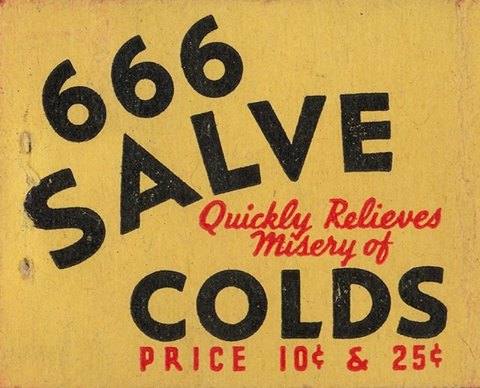 666
SALVE
Quickly Relieves
Misery of
COLDS
PRICE 10¢ & 25¢